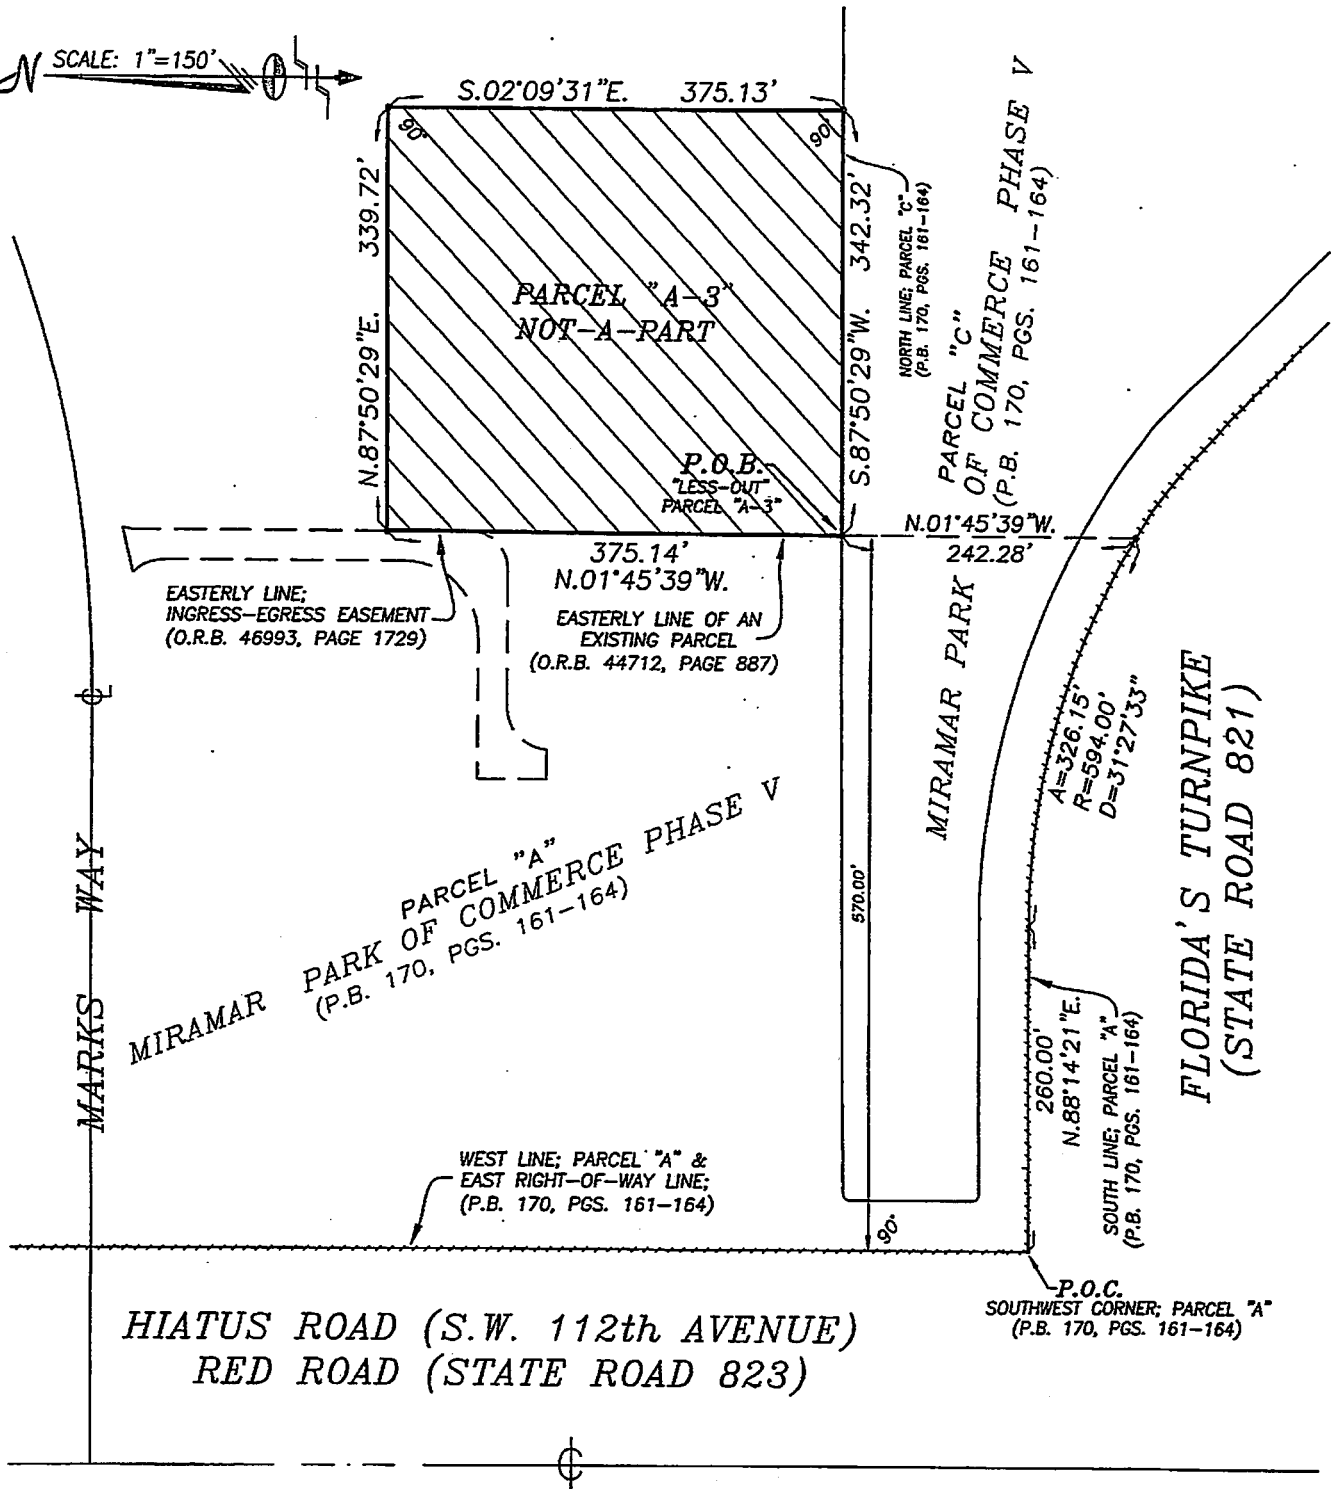 N
SCALE: 1"=150'
S.02°09'31"E. 375.13'
90°
90°
339.72'
N.87°50'29"E.
342.32'
S.87°50'29"W.
NORTH LINE; PARCEL "C"
(P.B. 170, PGS. 161-164)
PARCEL "A-3"
NOT-A-PART
P.O.B.
"LESS-OUT"
PARCEL "A-3"
PARCEL "C"
MIRAMAR PARK OF COMMERCE PHASE V
(P.B. 170, PGS. 161-164)
N.01°45'39"W.
242.28'
375.14'
N.01°45'39"W.
EASTERLY LINE;
INGRESS-EGRESS EASEMENT
(O.R.B. 46993, PAGE 1729)
EASTERLY LINE OF AN
EXISTING PARCEL
(O.R.B. 44712, PAGE 887)
A=326.15'
R=594.00'
D=31°27'33"
FLORIDA'S TURNPIKE
(STATE ROAD 821)
PARCEL "A"
MIRAMAR PARK OF COMMERCE PHASE V
(P.B. 170, PGS. 161-164)
MARKS WAY
570.00'
260.00'
N.88°14'21"E.
SOUTH LINE; PARCEL "A"
(P.B. 170, PGS. 161-164)
WEST LINE; PARCEL "A" &
EAST RIGHT-OF-WAY LINE;
(P.B. 170, PGS. 161-164)
90°
P.O.C.
SOUTHWEST CORNER; PARCEL "A"
(P.B. 170, PGS. 161-164)
HIATUS ROAD (S.W. 112th AVENUE)
RED ROAD (STATE ROAD 823)